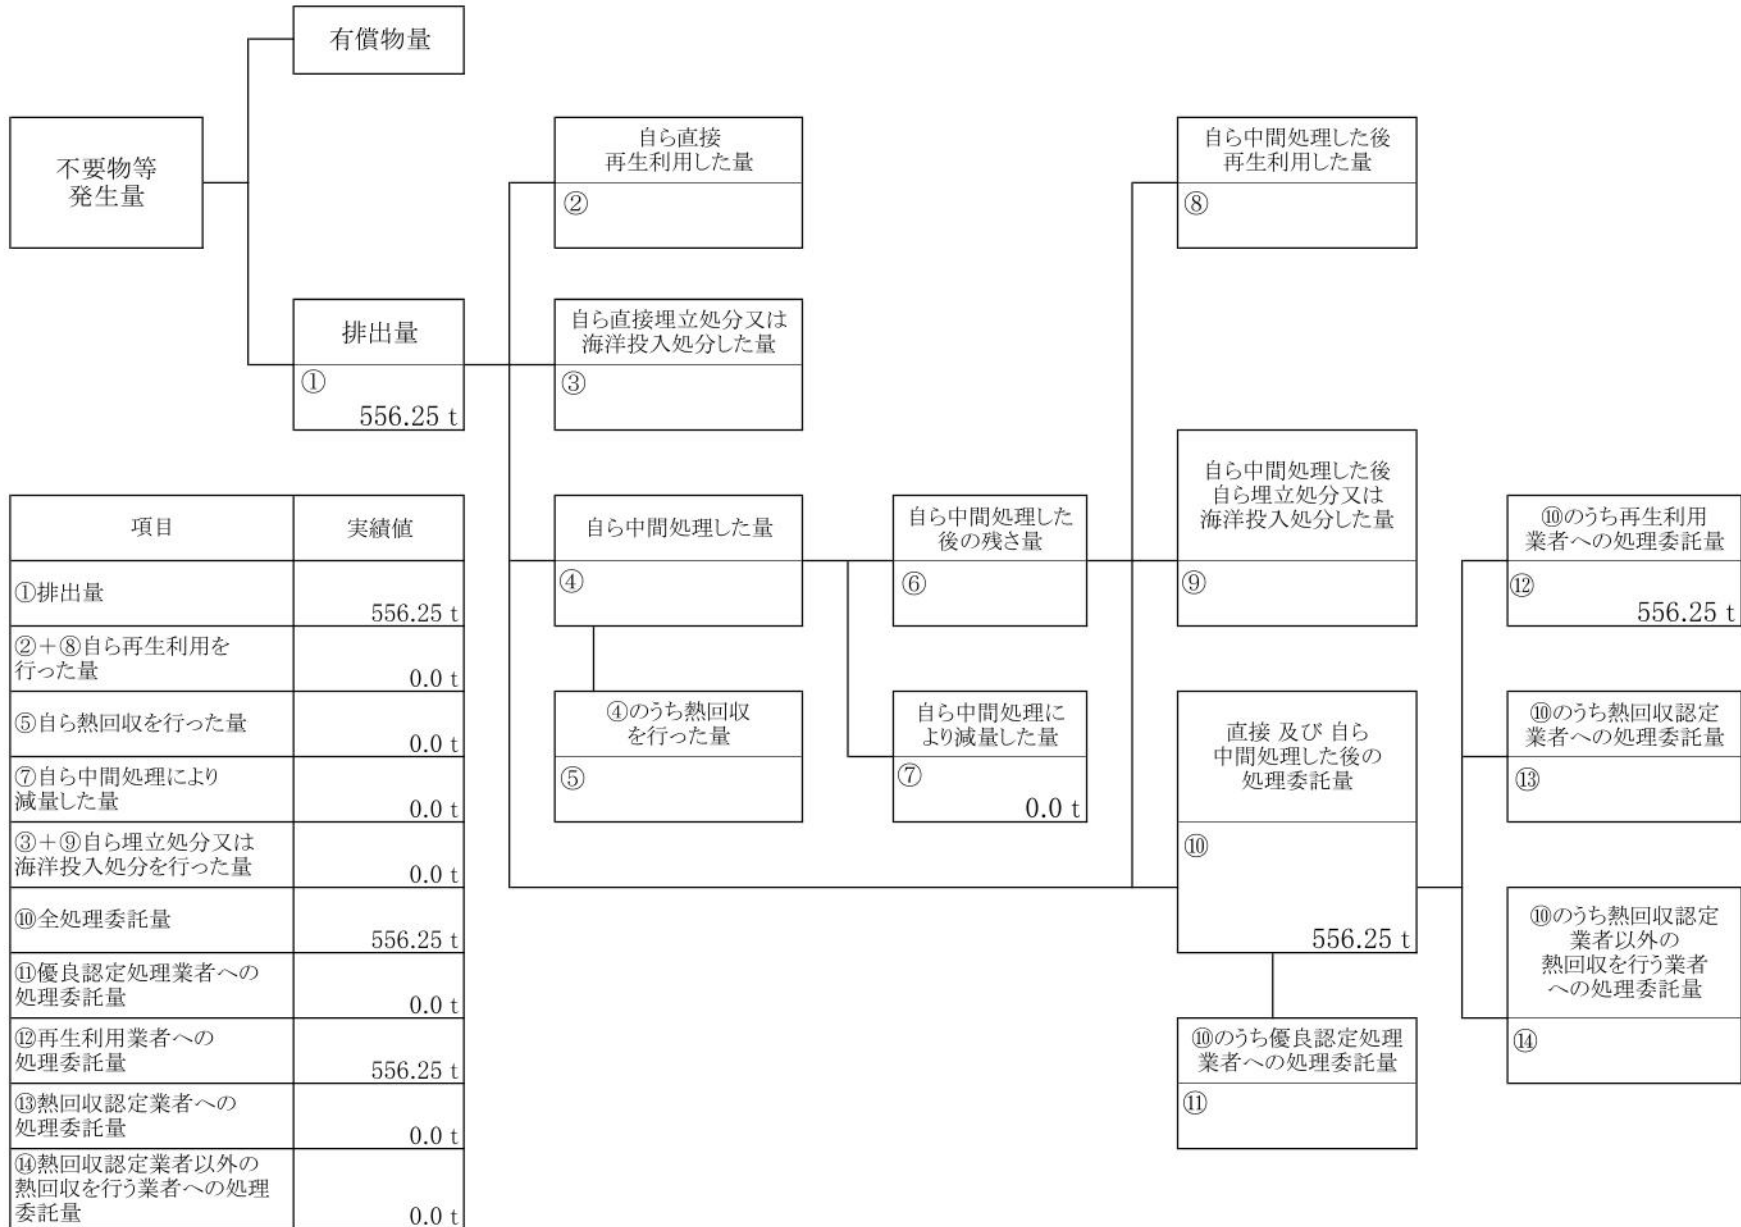 有償物量
不要物等
発生量
自ら直接
再生利用した量
②
自ら中間処理した後
再生利用した量
⑧
排出量
①
556.25 t
自ら直接埋立処分又は
海洋投入処分した量
③
自ら中間処理した量
④
自ら中間処理した
後の残さ量
⑥
自ら中間処理した後
自ら埋立処分又は
海洋投入処分した量
⑨
⑩のうち再生利用
業者への処理委託量
⑫
556.25 t
④のうち熱回収
を行った量
⑤
自ら中間処理に
より減量した量
⑦
0.0 t
直接 及び 自ら
中間処理した後の
処理委託量
⑩
556.25 t
⑩のうち熱回収認定
業者への処理委託量
⑬
⑩のうち熱回収認定
業者以外の
熱回収を行う業者
への処理委託量
⑭
⑩のうち優良認定処理
業者への処理委託量
⑪
項目 実績値
①排出量
556.25 t
②+⑧自ら再生利用を
行った量
0.0 t
⑤自ら熱回収を行った量
0.0 t
⑦自ら中間処理により
減量した量
0.0 t
③+⑨自ら埋立処分又は
海洋投入処分を行った量
0.0 t
⑩全処理委託量
556.25 t
⑪優良認定処理業者への
処理委託量
0.0 t
⑫再生利用業者への
処理委託量
556.25 t
⑬熱回収認定業者への
処理委託量
0.0 t
⑭熱回収認定業者以外の
熱回収を行う業者への処理
委託量
0.0 t